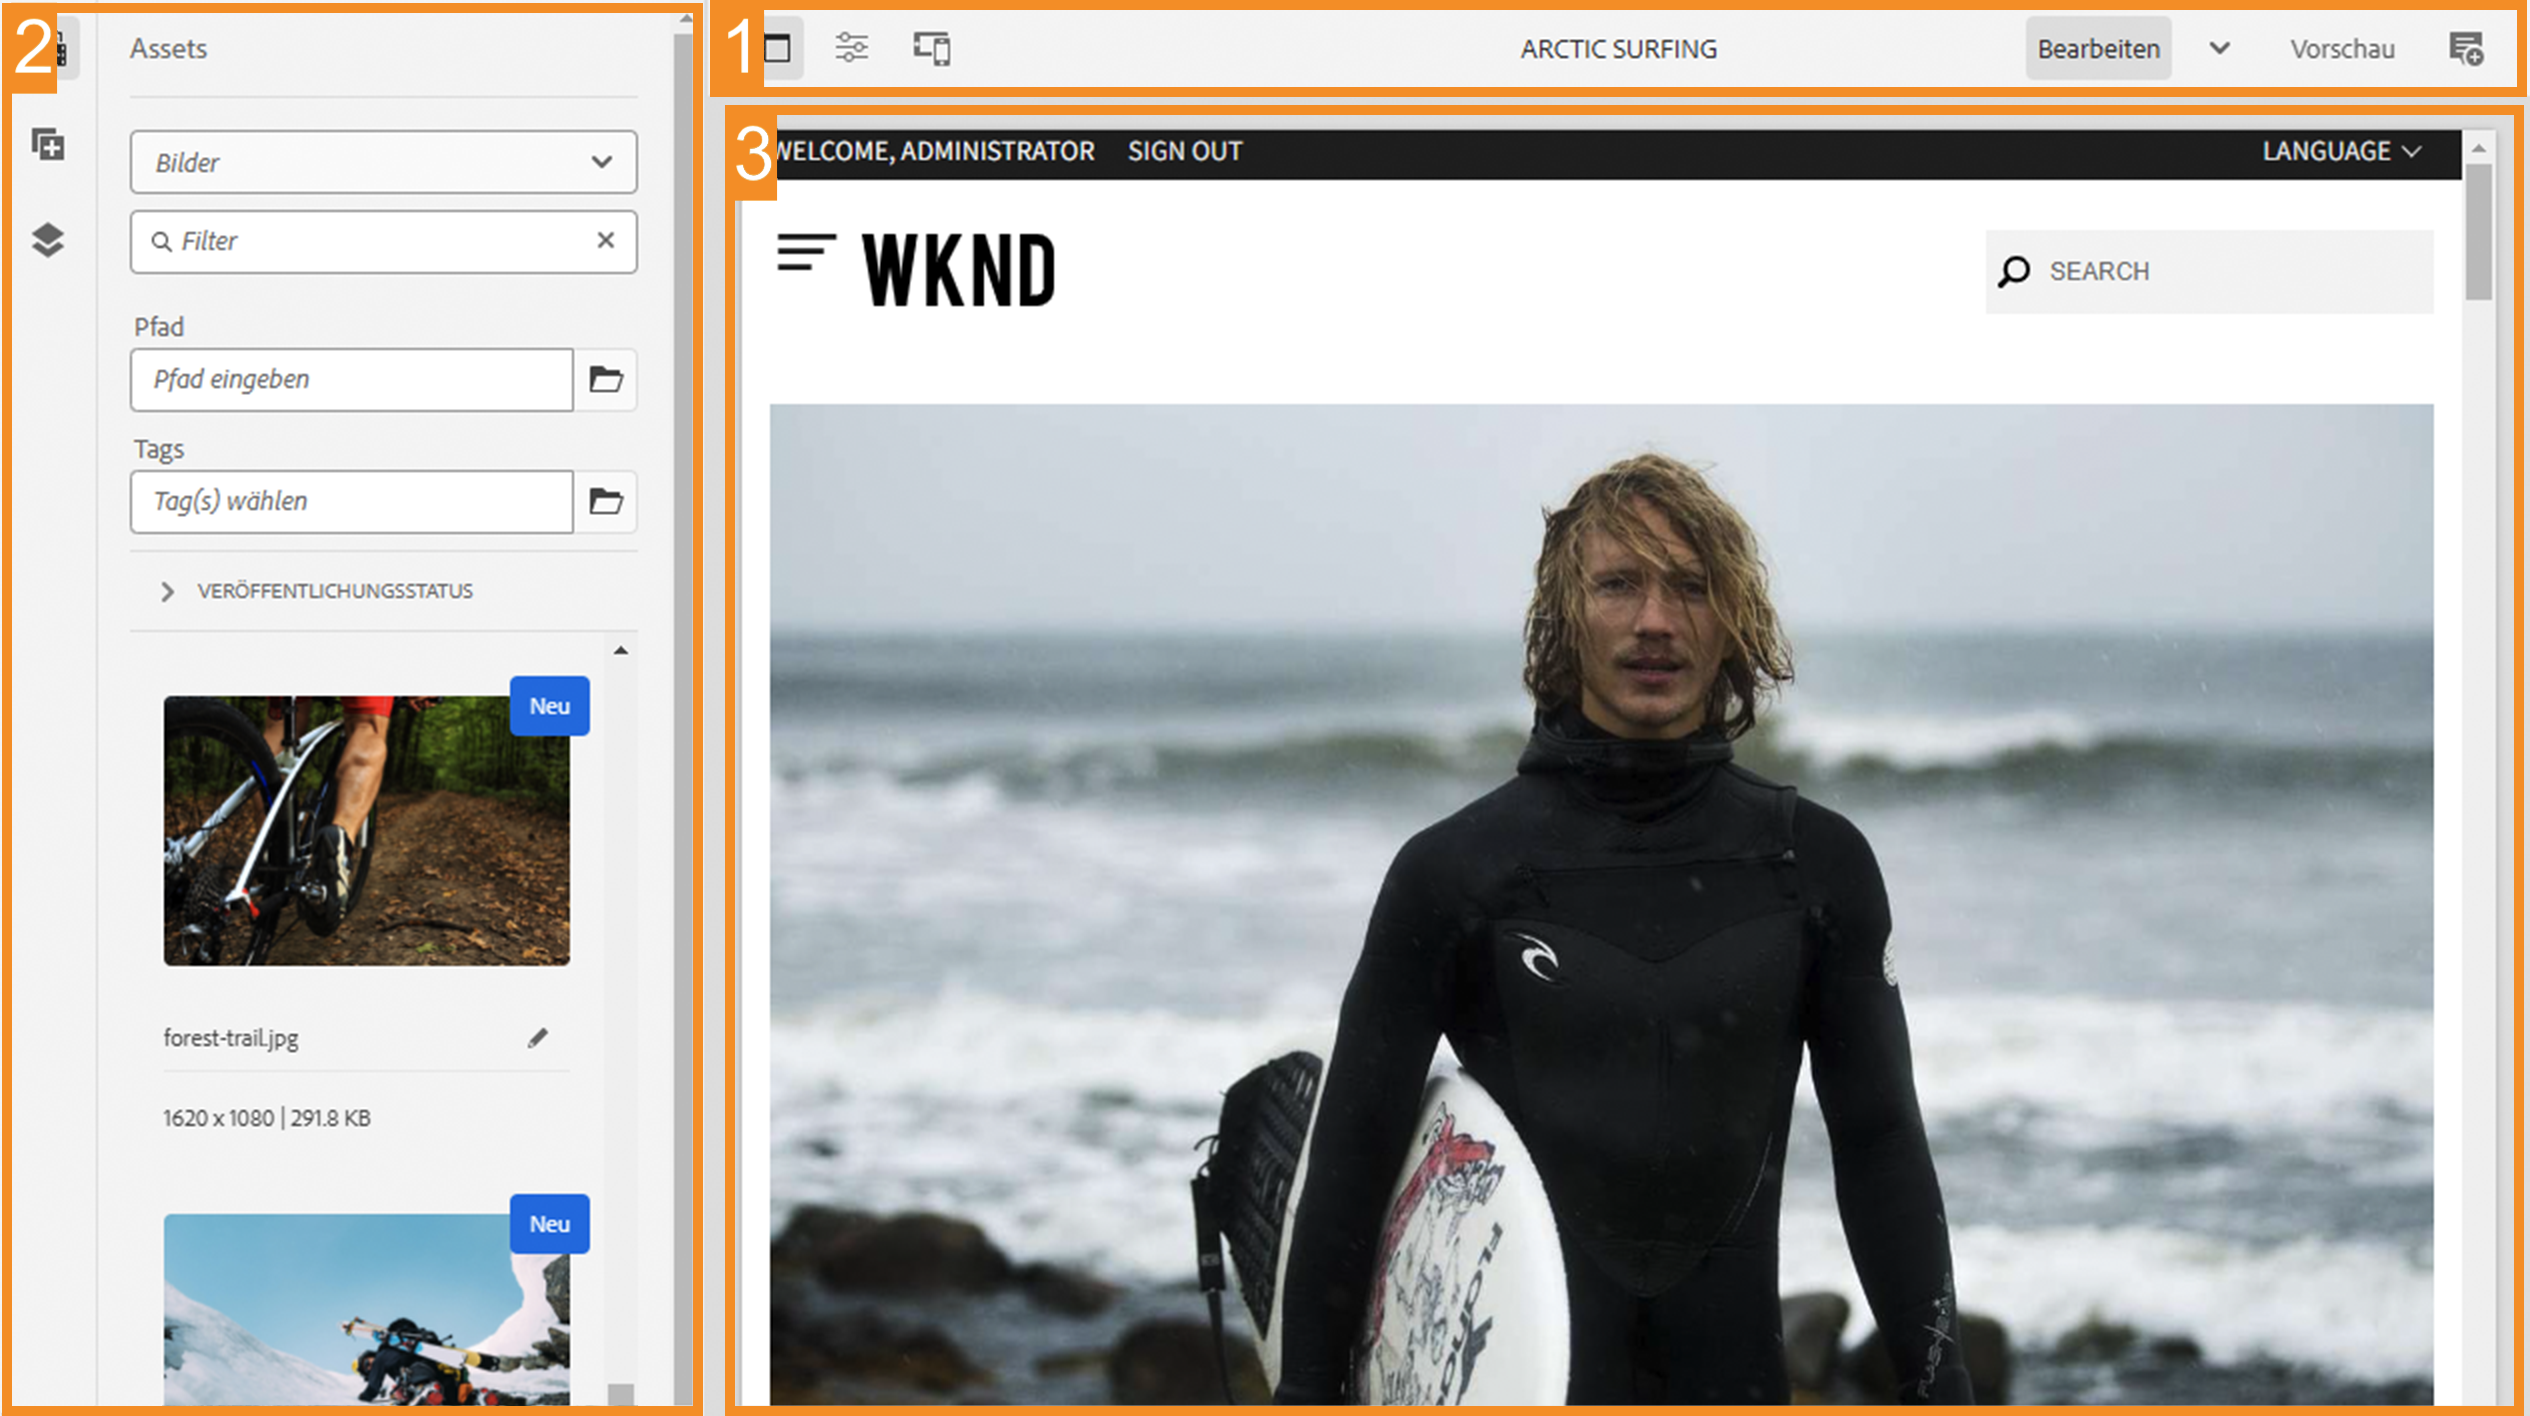 2
Assets
Bilder
Filter
Pfad
Pfad eingeben
Tags
Tag(s) wählen
VERÖFFENTLICHUNGSSTATUS
Neu
forest-trail.jpg
1620 x 1080 | 291.8 KB
Neu
1
ARCTIC SURFING
Bearbeiten
Vorschau
3
WELCOME, ADMINISTRATOR
SIGN OUT
LANGUAGE
WKND
SEARCH